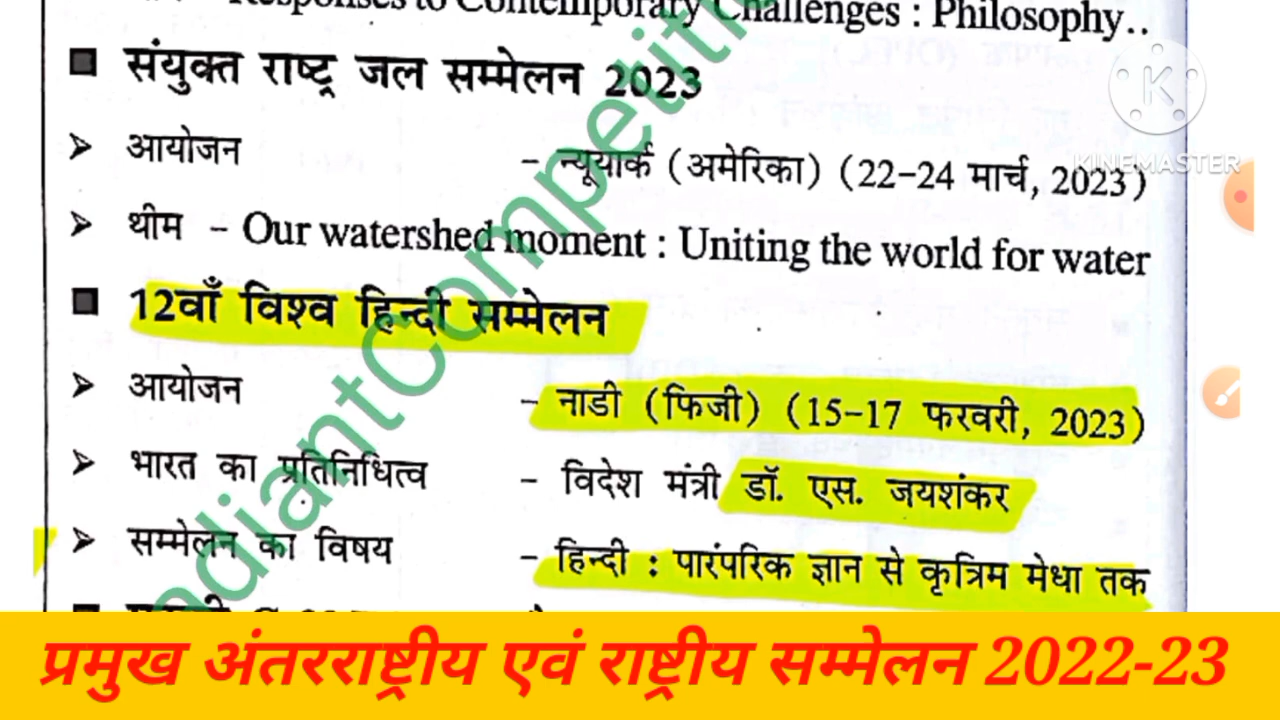 Responses to Contemporary Challenges : Philosophy..
■ संयुक्त राष्ट्र जल सम्मेलन 2023
➤ आयोजन – न्यूयार्क (अमेरिका) (22–24 मार्च, 2023)
➤ थीम – Our watershed moment : Uniting the world for water
■ 12वाँ विश्व हिन्दी सम्मेलन
➤ आयोजन – नाडी (फिजी) (15–17 फरवरी, 2023)
➤ भारत का प्रतिनिधित्व – विदेश मंत्री डॉ. एस. जयशंकर
➤ सम्मेलन का विषय – हिन्दी : पारंपरिक ज्ञान से कृत्रिम मेधा तक
प्रमुख अंतरराष्ट्रीय एवं राष्ट्रीय सम्मेलन 2022-23
K
KINEMASTER